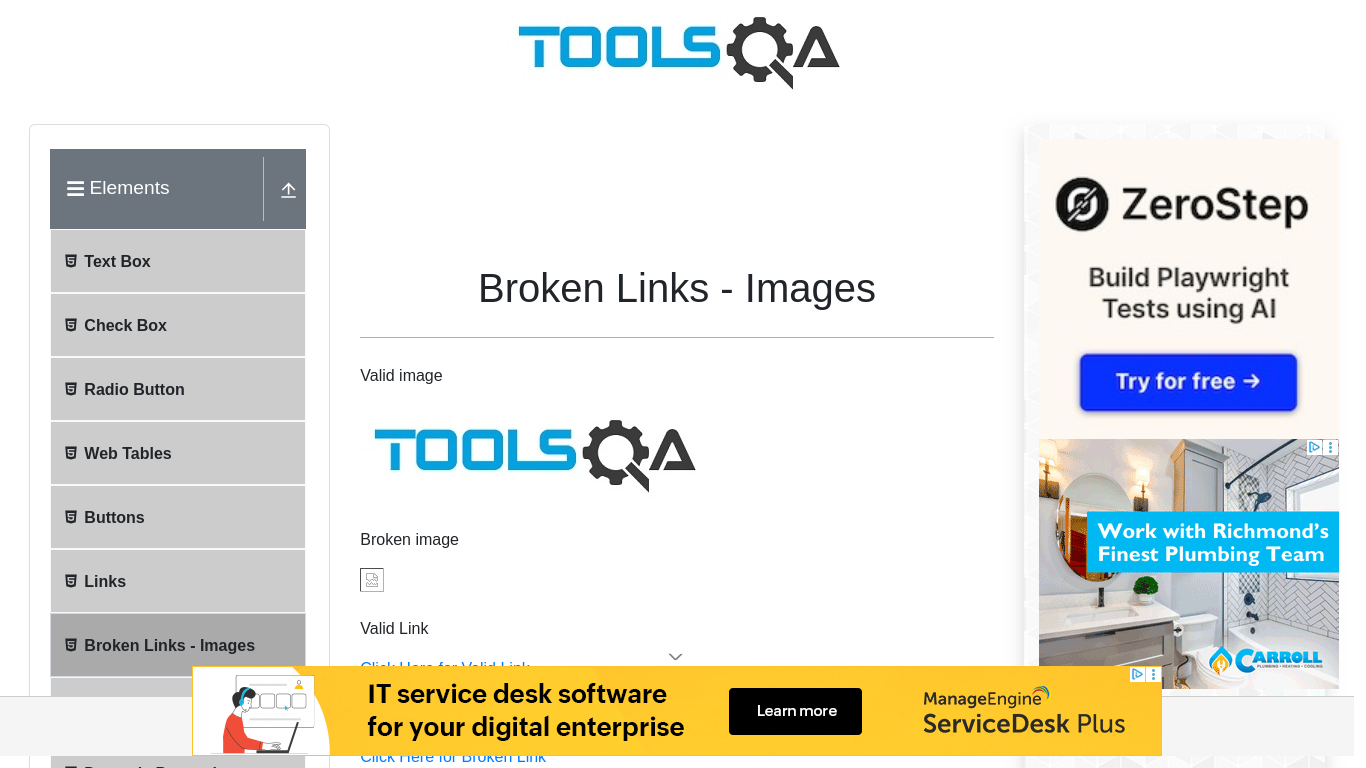 TOOLSQA
Elements
Text Box
Check Box
Radio Button
Web Tables
Buttons
Links
Broken Links - Images
Broken Links - Images
Valid image
TOOLSQA
Broken image
Valid Link
Click Here for Valid Link
Click Here for Broken Link
ZeroStep
Build Playwright
Tests using AI
Try for free →
Work with Richmond's
Finest Plumbing Team
CARROLL
PLUMBING • HEATING • COOLING
IT service desk software
for your digital enterprise
Learn more
ManageEngine
ServiceDesk Plus